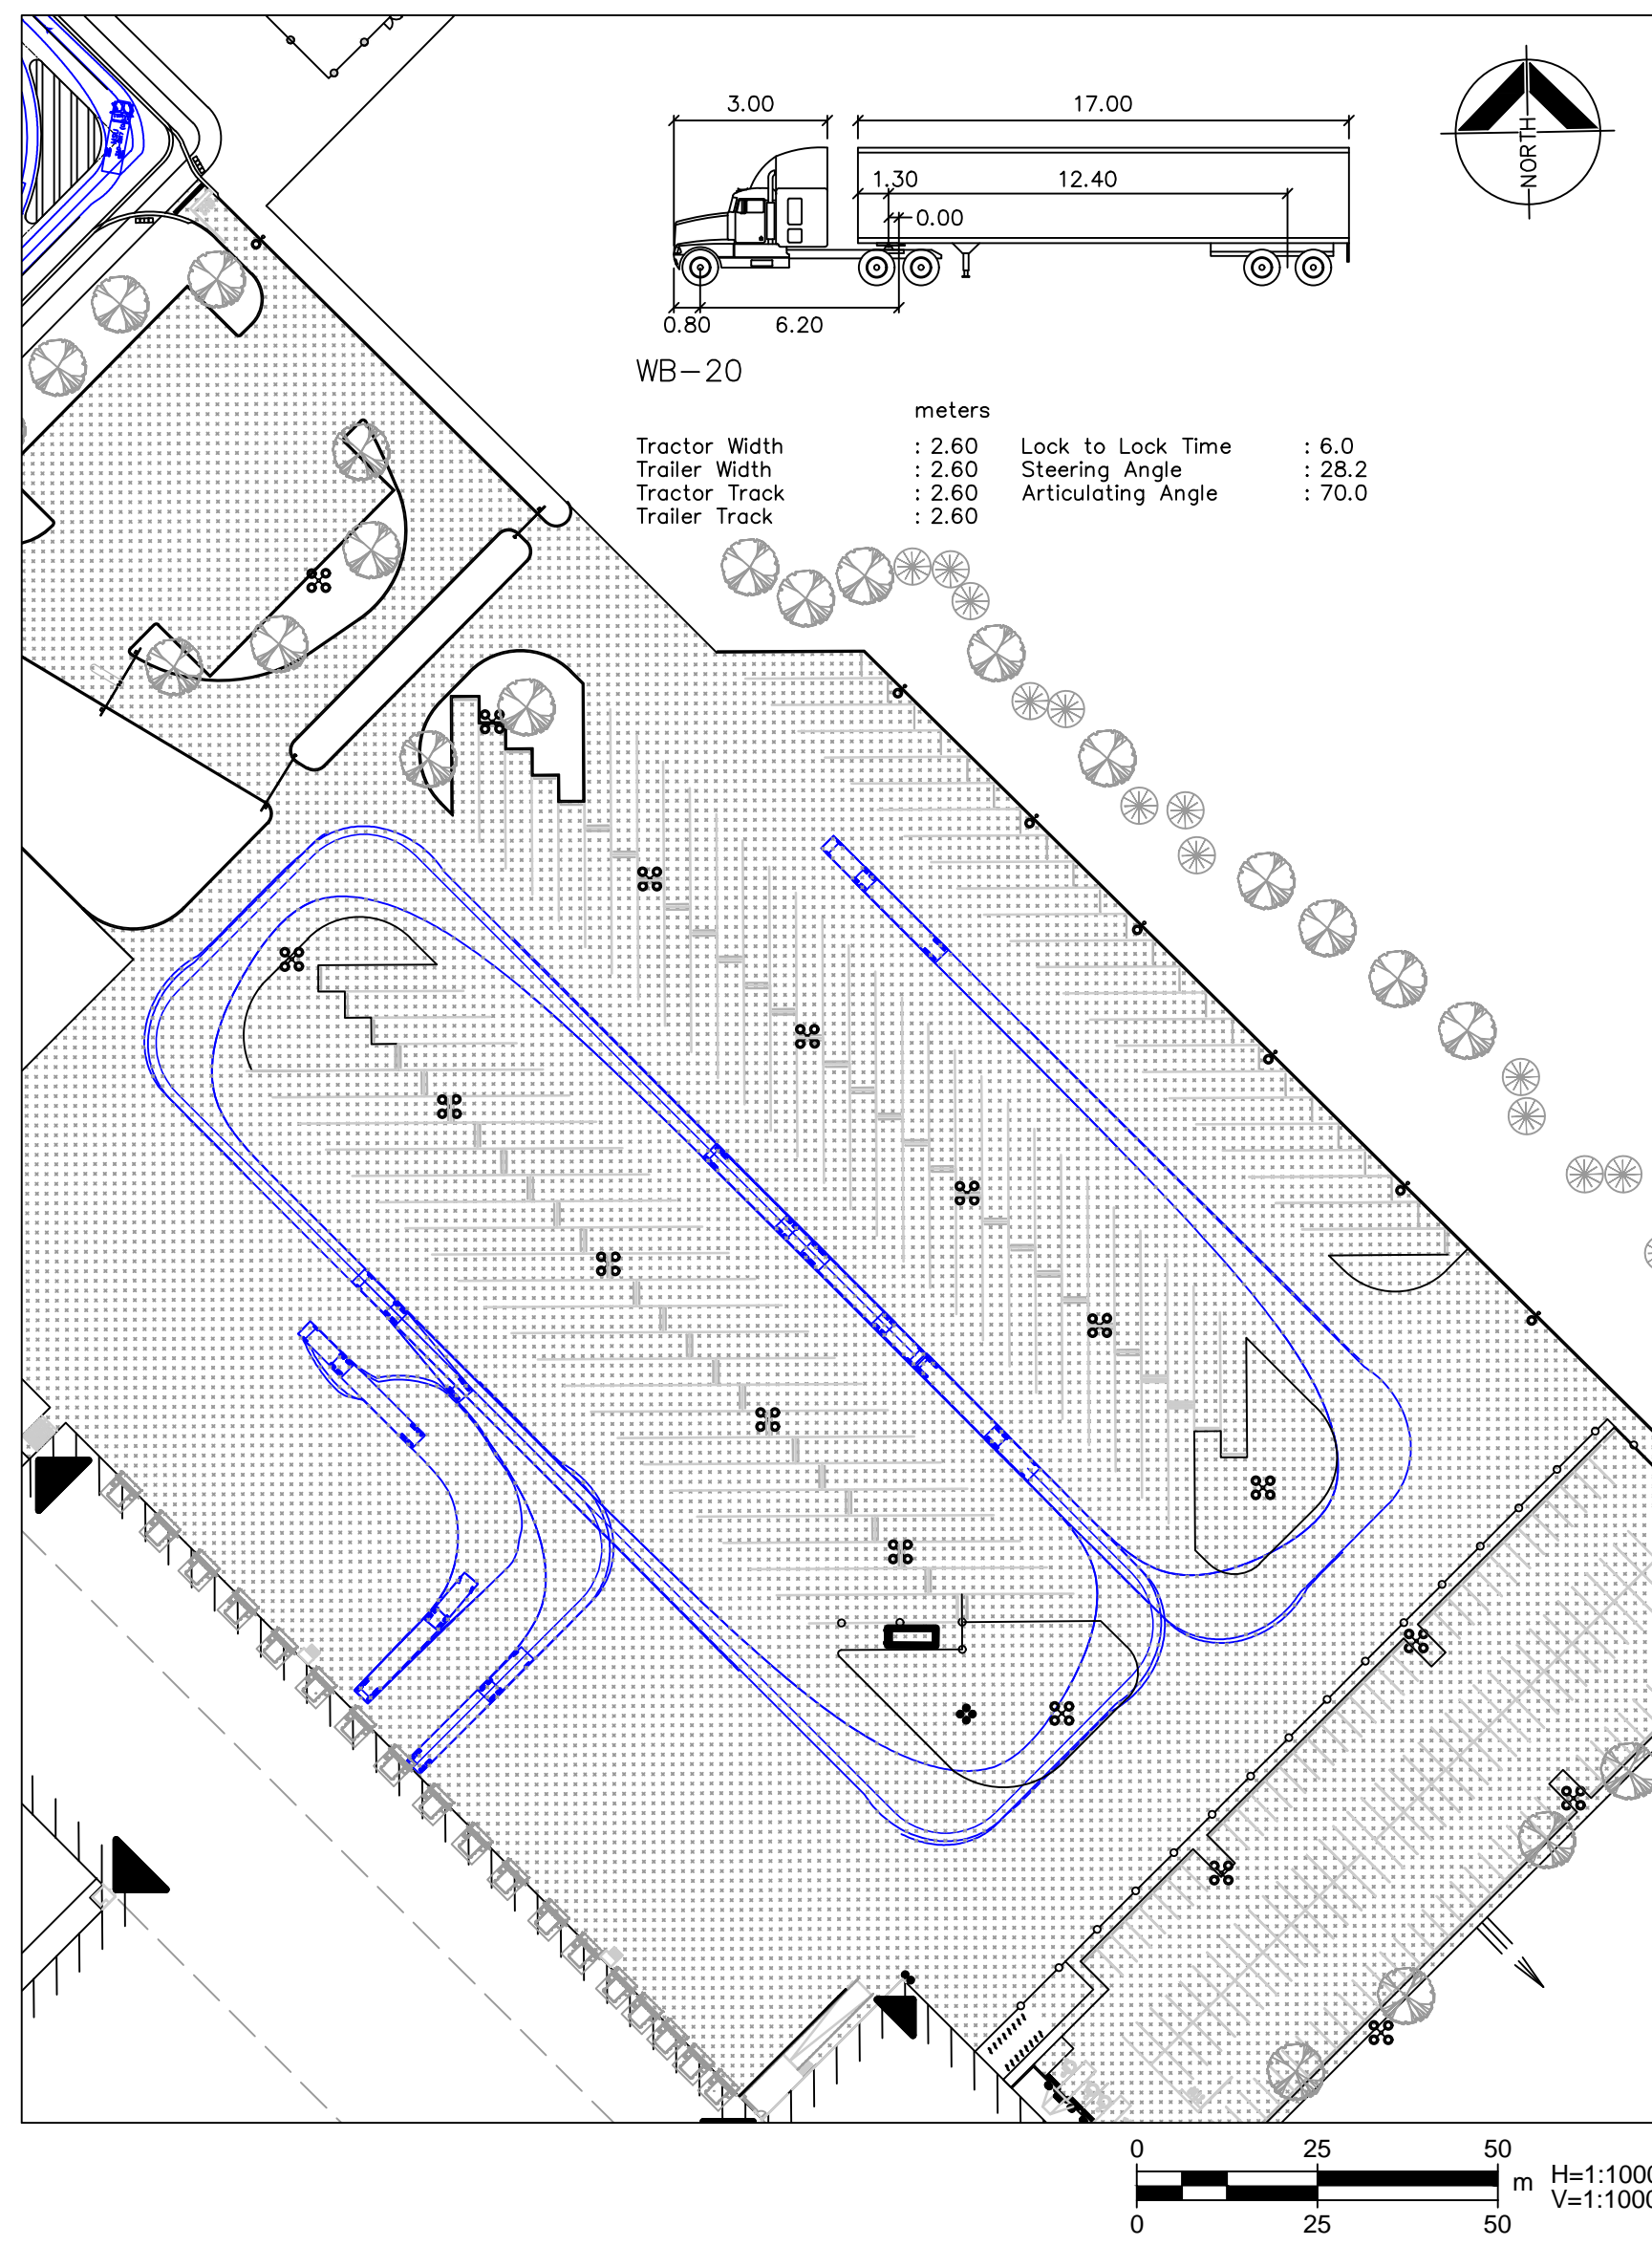 3.00
17.00
1.30
12.40
0.00
0.80
6.20
NORTH
WB-20
meters
Tractor Width : 2.60 Lock to Lock Time : 6.0
Trailer Width : 2.60 Steering Angle : 28.2
Tractor Track : 2.60 Articulating Angle : 70.0
Trailer Track : 2.60
0 25 50
m H=1:1000
V=1:1000
0 25 50